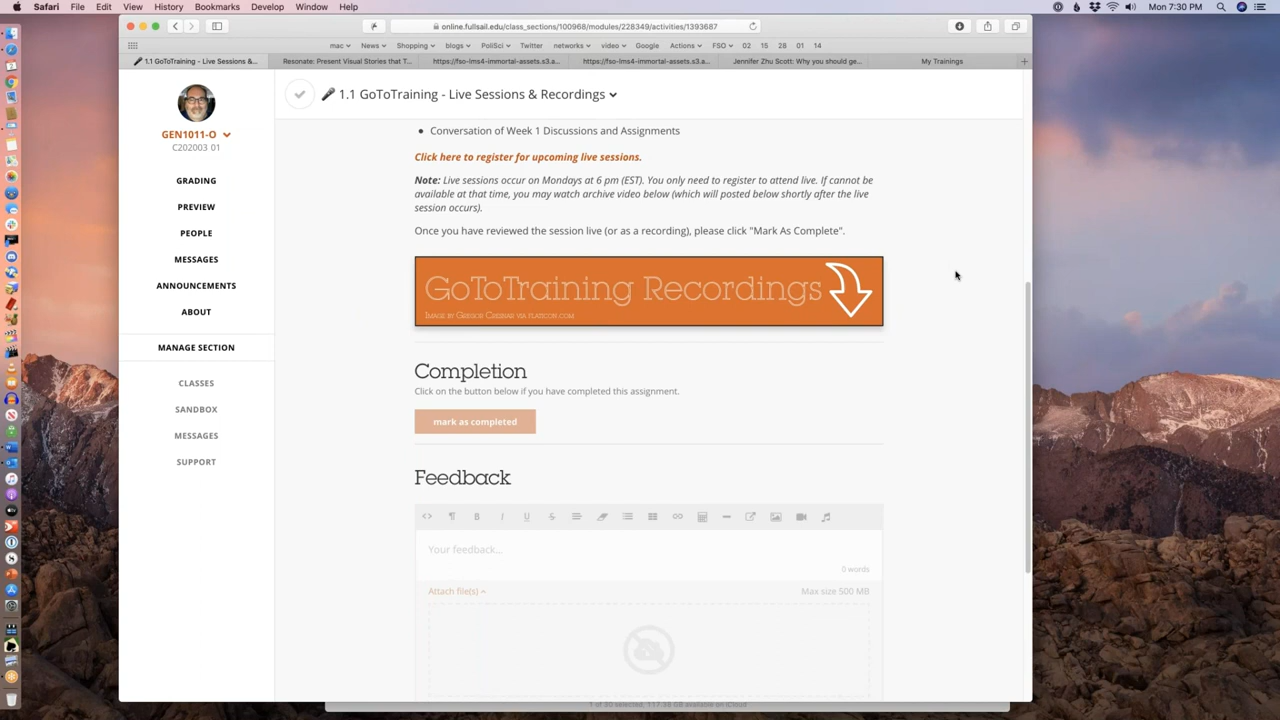 Safari File Edit View History Bookmarks Develop Window Help
Mon 7:30 PM
online.fullsail.edu/class_sections/100968/modules/228349/activities/1393687
mac News Shopping blogs PoliSci Twitter networks video Google Actions FSO 02 15 28 01 14
1.1 GoToTraining - Live Sessions &... Resonate: Present Visual Stories that T... https://fso-lms4-immortal-assets.s3.a... https://fso-lms4-immortal-assets.s3.a... Jennifer Zhu Scott: Why you should ge... My Trainings
1.1 GoToTraining - Live Sessions & Recordings
GEN1011-O
C202003 01
GRADING
PREVIEW
PEOPLE
MESSAGES
ANNOUNCEMENTS
ABOUT
MANAGE SECTION
CLASSES
SANDBOX
MESSAGES
SUPPORT
Conversation of Week 1 Discussions and Assignments
Click here to register for upcoming live sessions.
Note: Live sessions occur on Mondays at 6 pm (EST). You only need to register to attend live. If cannot be
available at that time, you may watch archive video below (which will posted below shortly after the live
session occurs).
Once you have reviewed the session live (or as a recording), please click "Mark As Complete".
GoToTraining Recordings
Image by Gregor Cresnar via flaticon.com
Completion
Click on the button below if you have completed this assignment.
mark as completed
Feedback
Your feedback...
0 words
Attach file(s)
Max size 500 MB